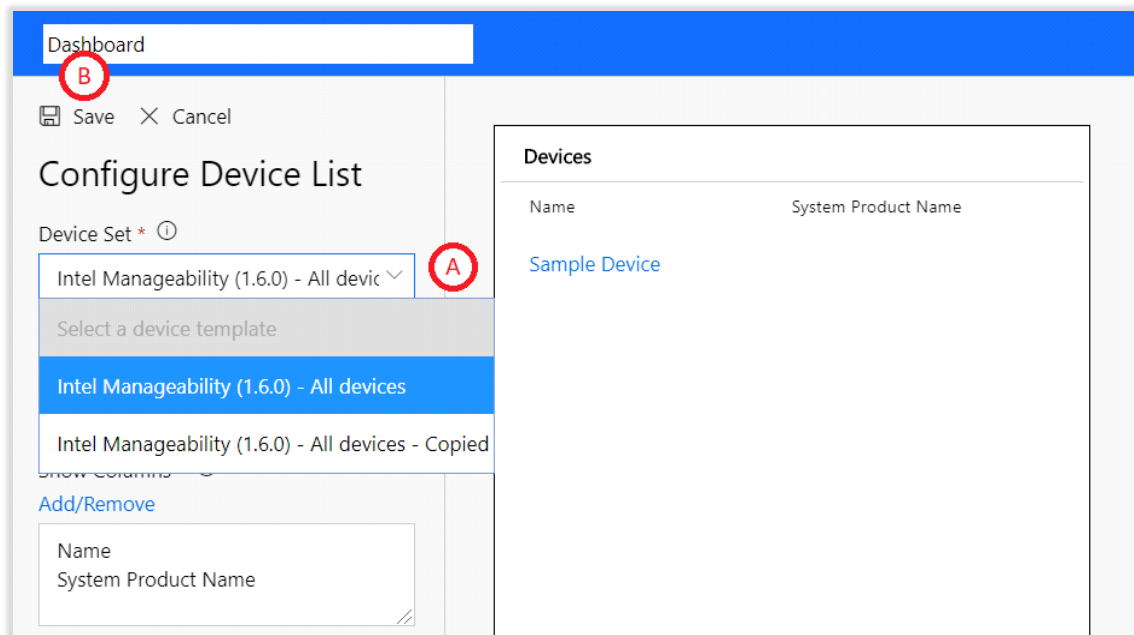 Dashboard
B
Save Cancel
Configure Device List
Device Set *
Intel Manageability (1.6.0) - All devic
A
Select a device template
Intel Manageability (1.6.0) - All devices
Intel Manageability (1.6.0) - All devices - Copied
Show Columns
Add/Remove
Name
System Product Name
Devices
Name System Product Name
Sample Device